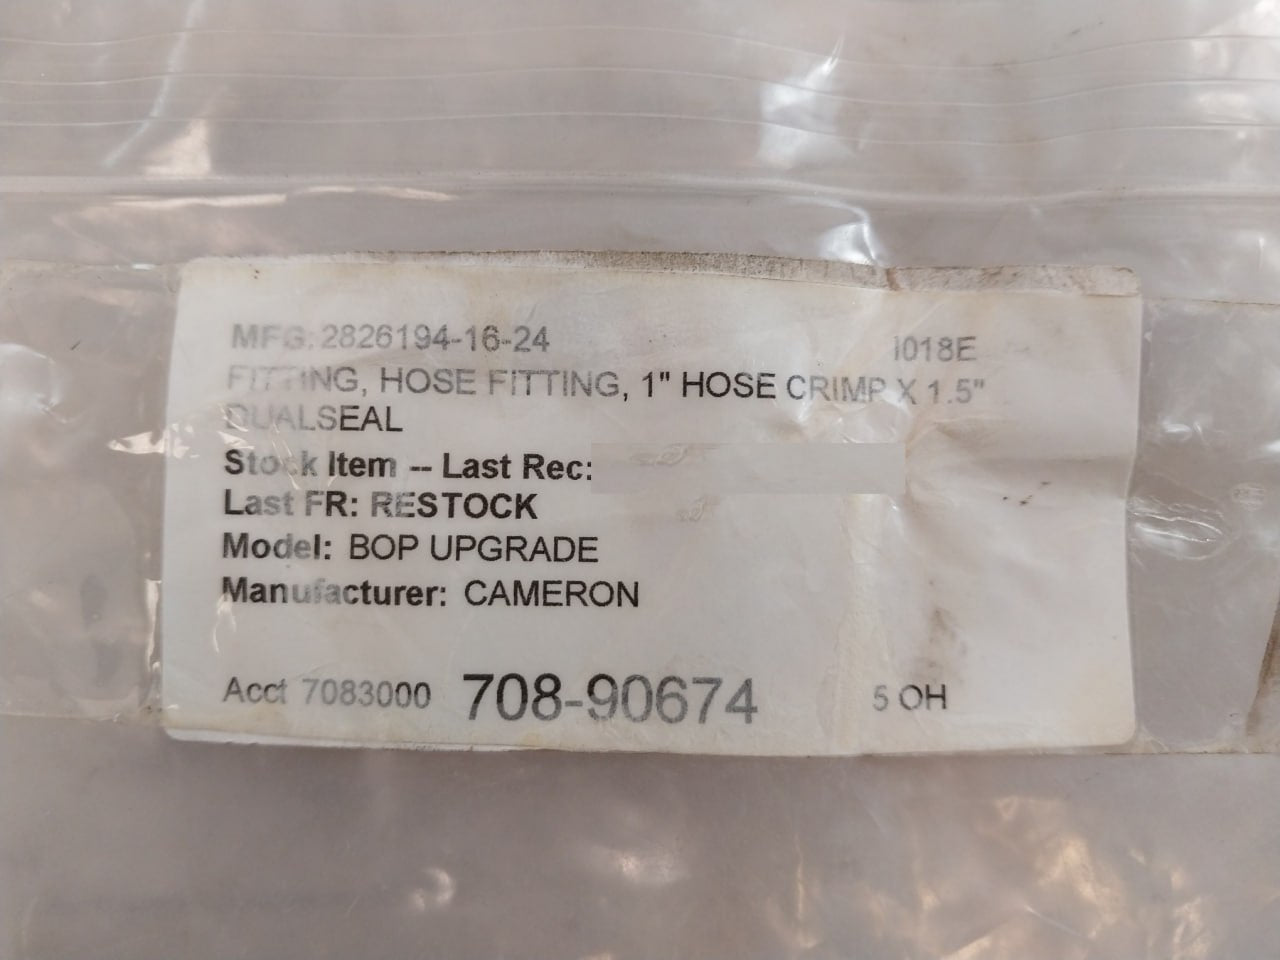 MFG: 2826194-16-24 I018E
FITTING, HOSE FITTING, 1" HOSE CRIMP X 1.5"
DUALSEAL
Stock Item -- Last Rec:
Last FR: RESTOCK
Model: BOP UPGRADE
Manufacturer: CAMERON
Acct 7083000 708-90674 5 OH